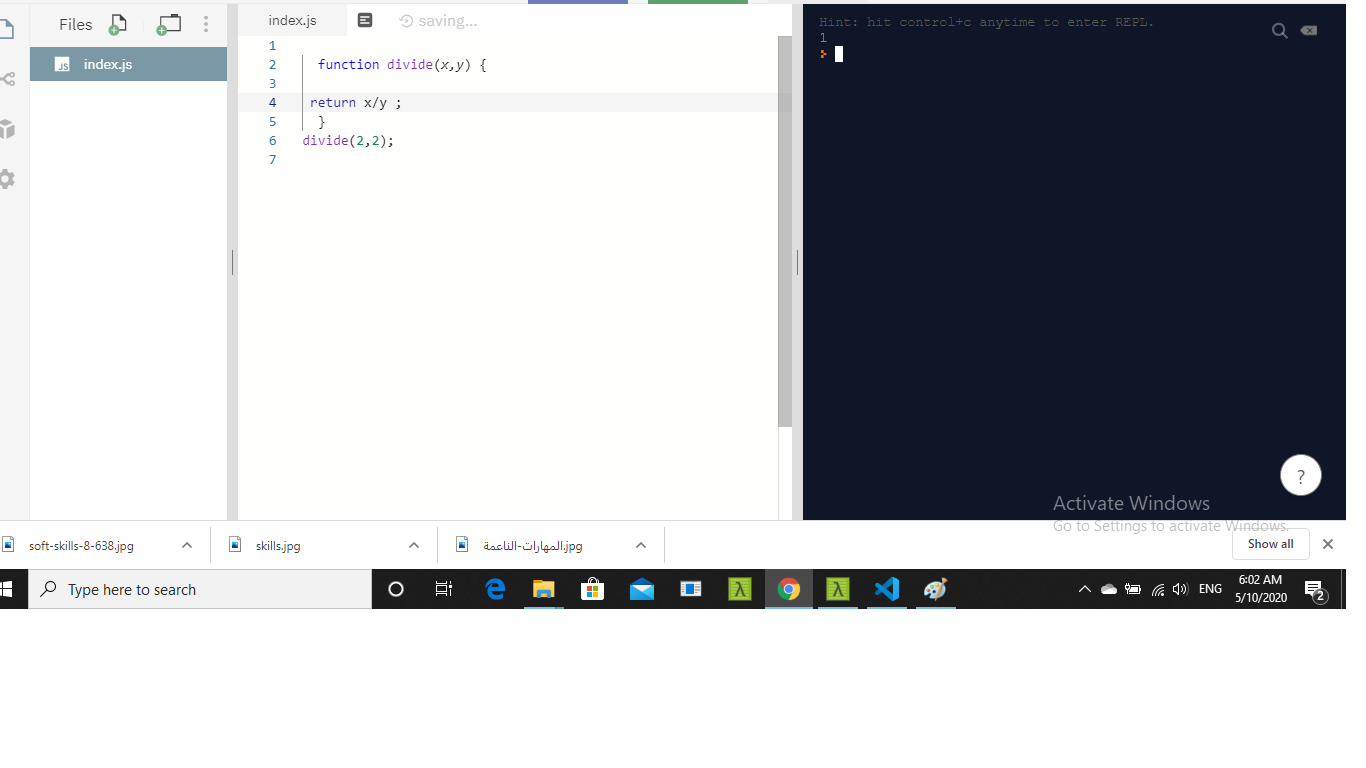 Files
index.js
index.js
saving...
1
2 function divide(x,y) {
3
4 return x/y ;
5 }
6 divide(2,2);
7
Hint: hit control+c anytime to enter REPL.
1
>
?
Activate Windows
Go to Settings to activate Windows.
soft-skills-8-638.jpg
skills.jpg
المهارات-الناعمة.jpg
Show all
Type here to search
ENG
6:02 AM
5/10/2020
2